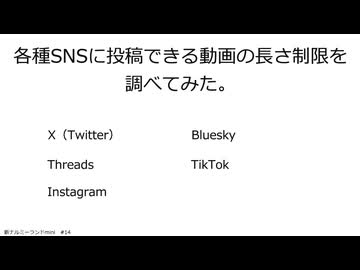 各種SNSに投稿できる動画の長さ制限を
調べてみた。
X（Twitter）
Bluesky
Threads
TikTok
Instagram
新ナルミーランドmini #14